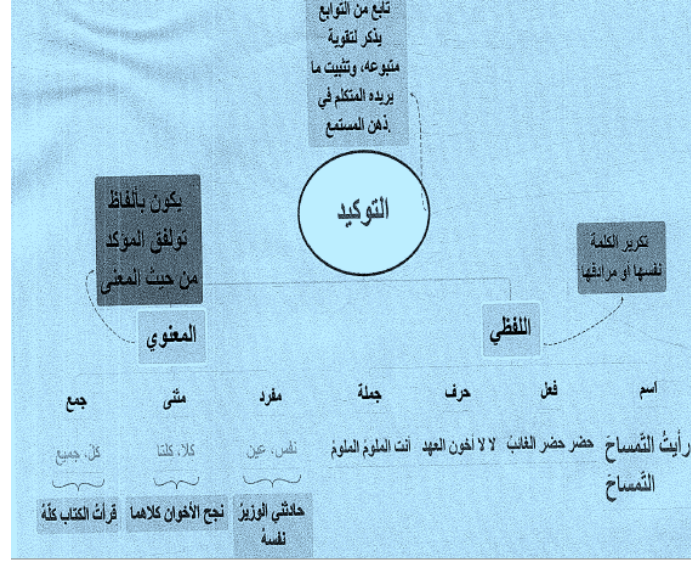 تابع من التوابع
يذكر لتقوية
متبوعه، وتثبيت ما
يريده المتكلم في
ذهن المستمع.
التوكيد
يكون بألفاظ
توافق المؤكد
من حيث المعنى
تكرير الكلمة
نفسها أو مرادفها
اللفظي
المعنوي
اسم
فعل
حرف
جملة
مفرد
مثنى
جمع
رأيتُ التّمساحَ
التّمساحَ
حضر حضر الغائبُ
لا لا أخون العهد
أنت الملومُ الملومُ
نفس، عين
كلا، كلتا
كلّ، جميع
حادثني الوزيرُ
نفسهُ
نجح الأخوان كلاهما
قرأتُ الكتاب كلّهُ